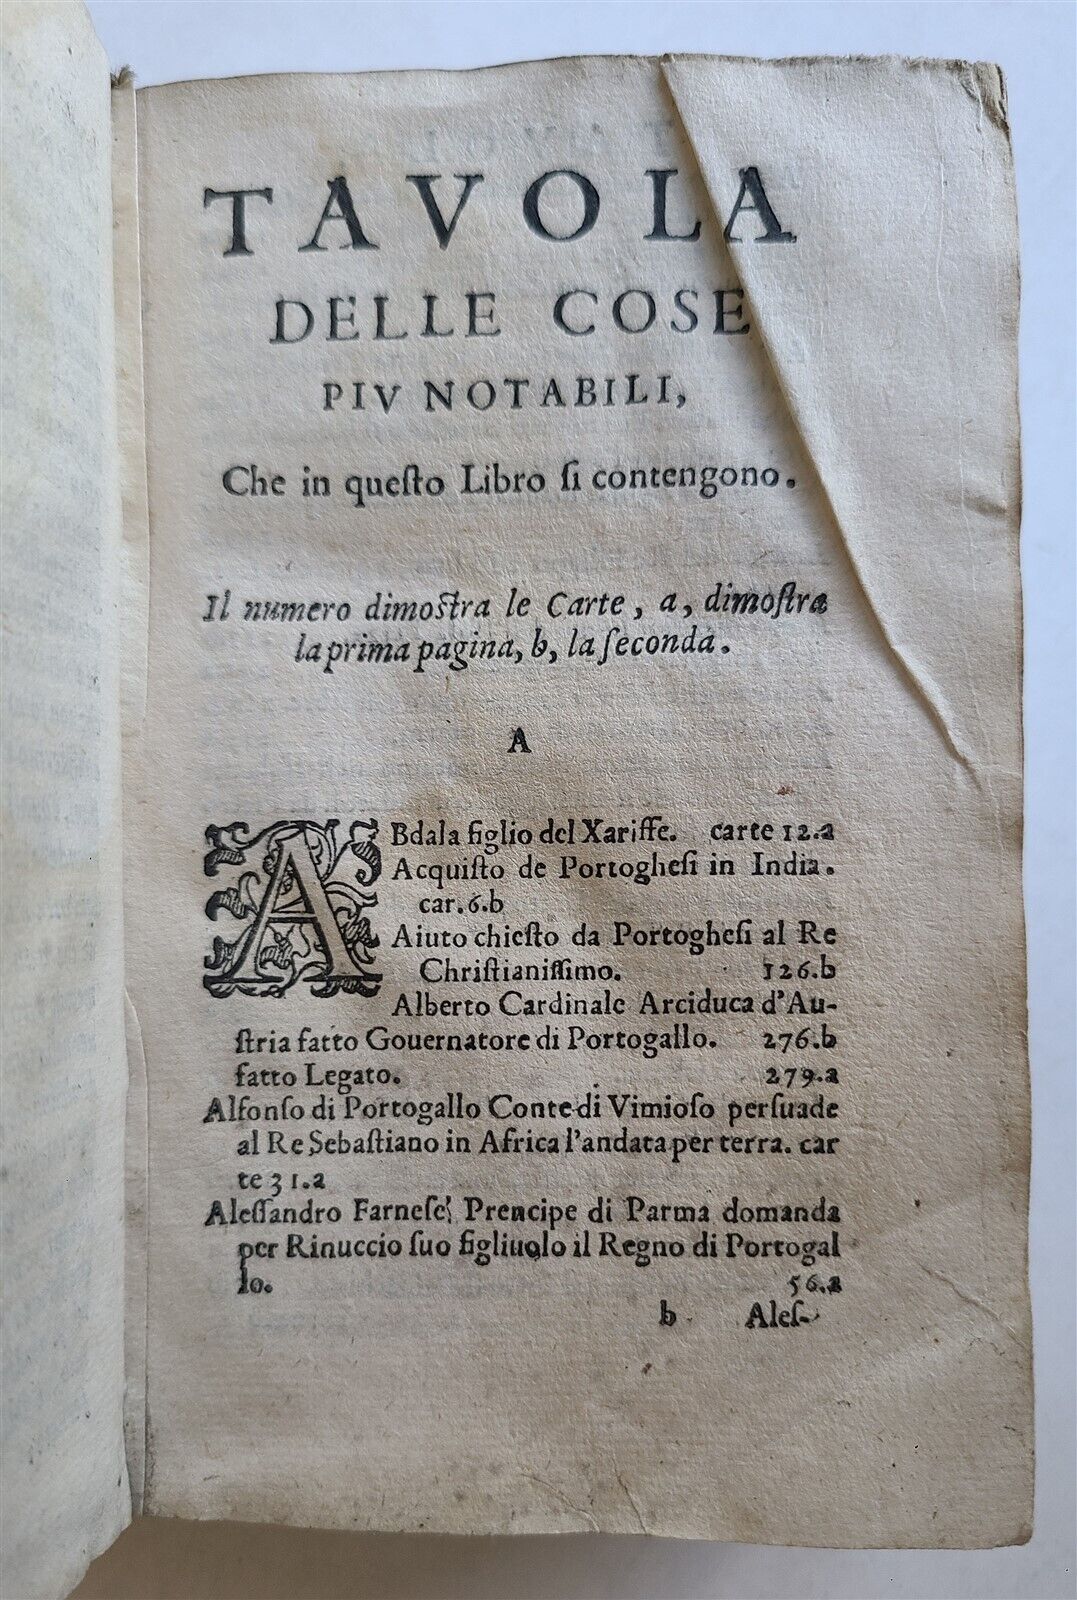 TAVOLA
DELLE COSE
PIV NOTABILI,
Che in queſto Libro ſi contengono.
Il numero dimoſtra le Carte, a, dimoſtra
la prima pagina, b, la ſeconda.
A
ABdala figlio del Xariffe. carte 12.a
Acquiſto de Portogheſi in India.
car. 6.b
Aiuto chieſto da Portogheſi al Re
Chriſtianiſſimo. 126.b
Alberto Cardinale Arciduca d'Au-
ſtria fatto Gouernatore di Portogallo. 276.b
fatto Legato. 279.a
Alfonſo di Portogallo Conte di Vimioſo perſuade
al Re Sebaſtiano in Africa l'andata per terra. car
te 31.a
Aleſſandro Farneſe, Prencipe di Parma domanda
per Rinuccio ſuo figliuolo il Regno di Portogal
lo. 56.a
b Aleſ-